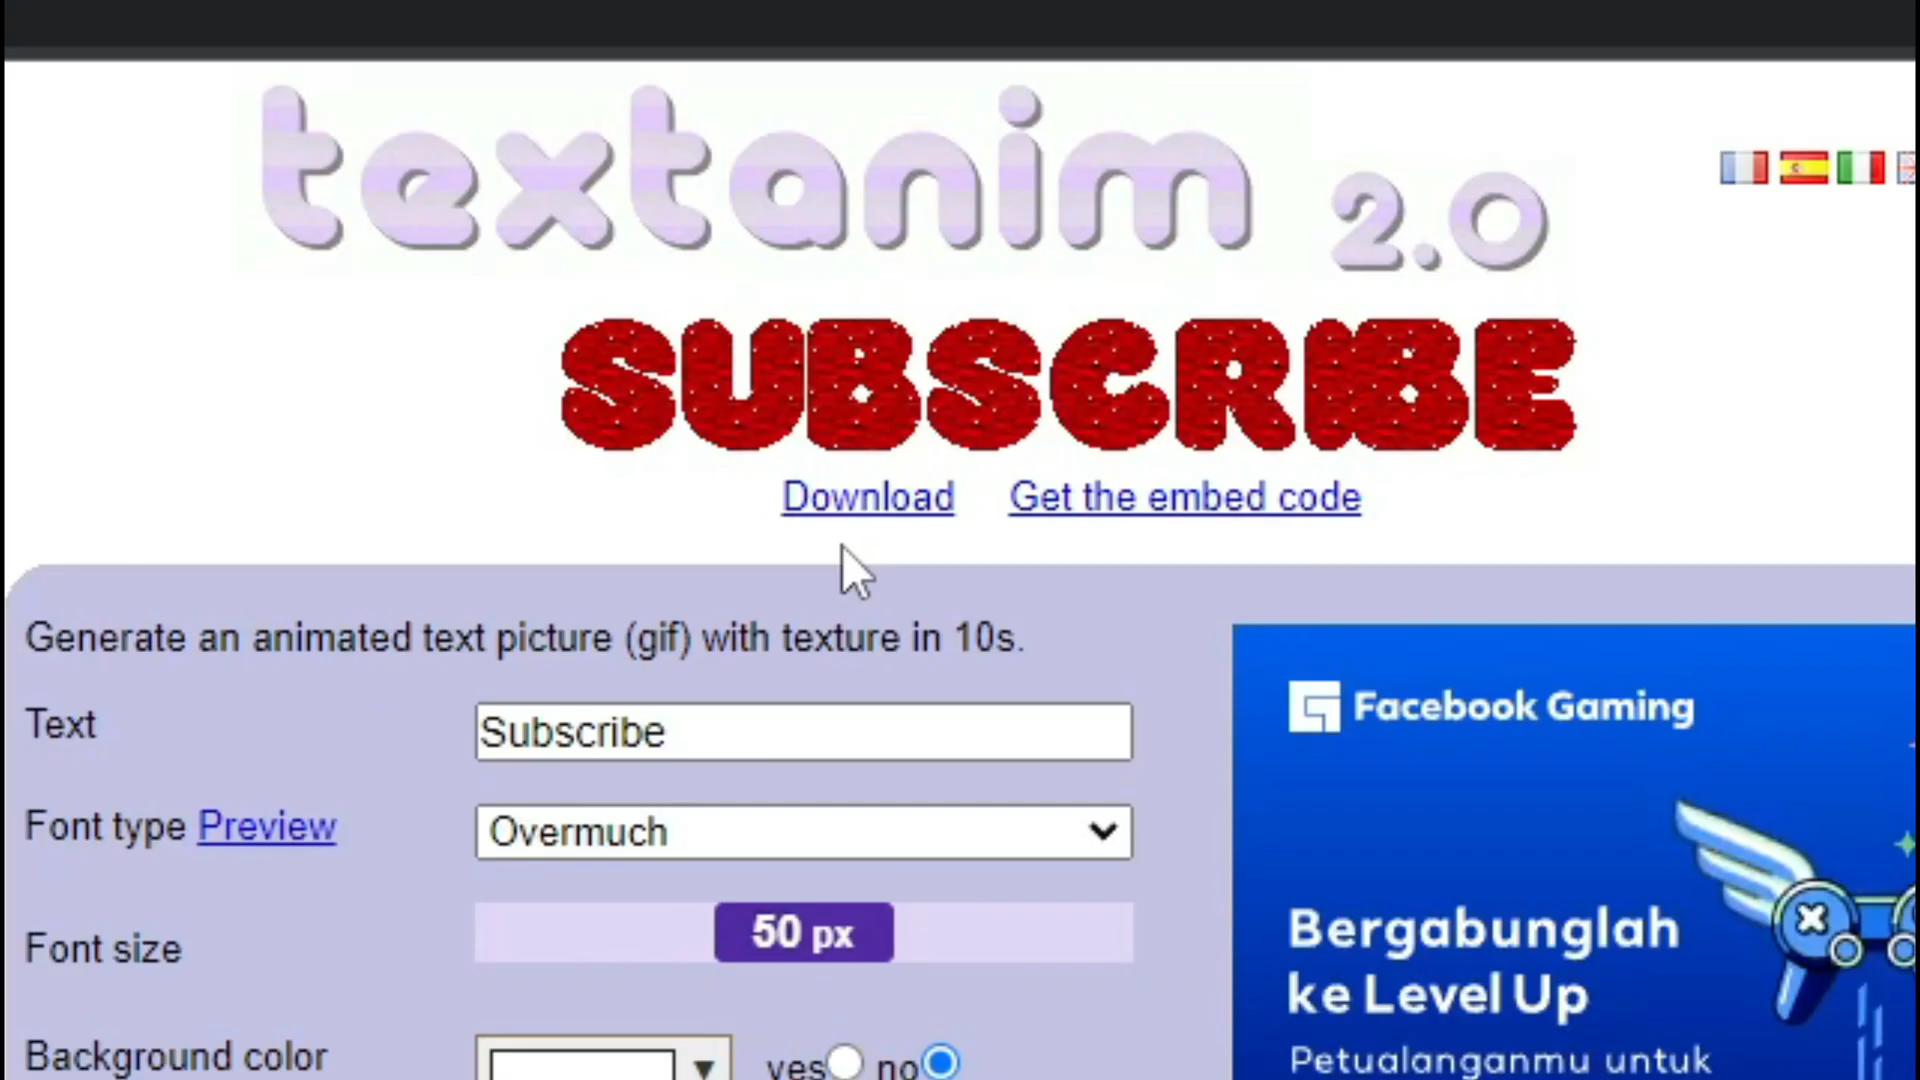 textanim 2.0
SUBSCRIBE
Download Get the embed code
Generate an animated text picture (gif) with texture in 10s.
Text Subscribe
Font type Preview Overmuch
Font size 50 px
Background color yes no
Facebook Gaming
Bergabunglah
ke Level Up
Petualanganmu untuk